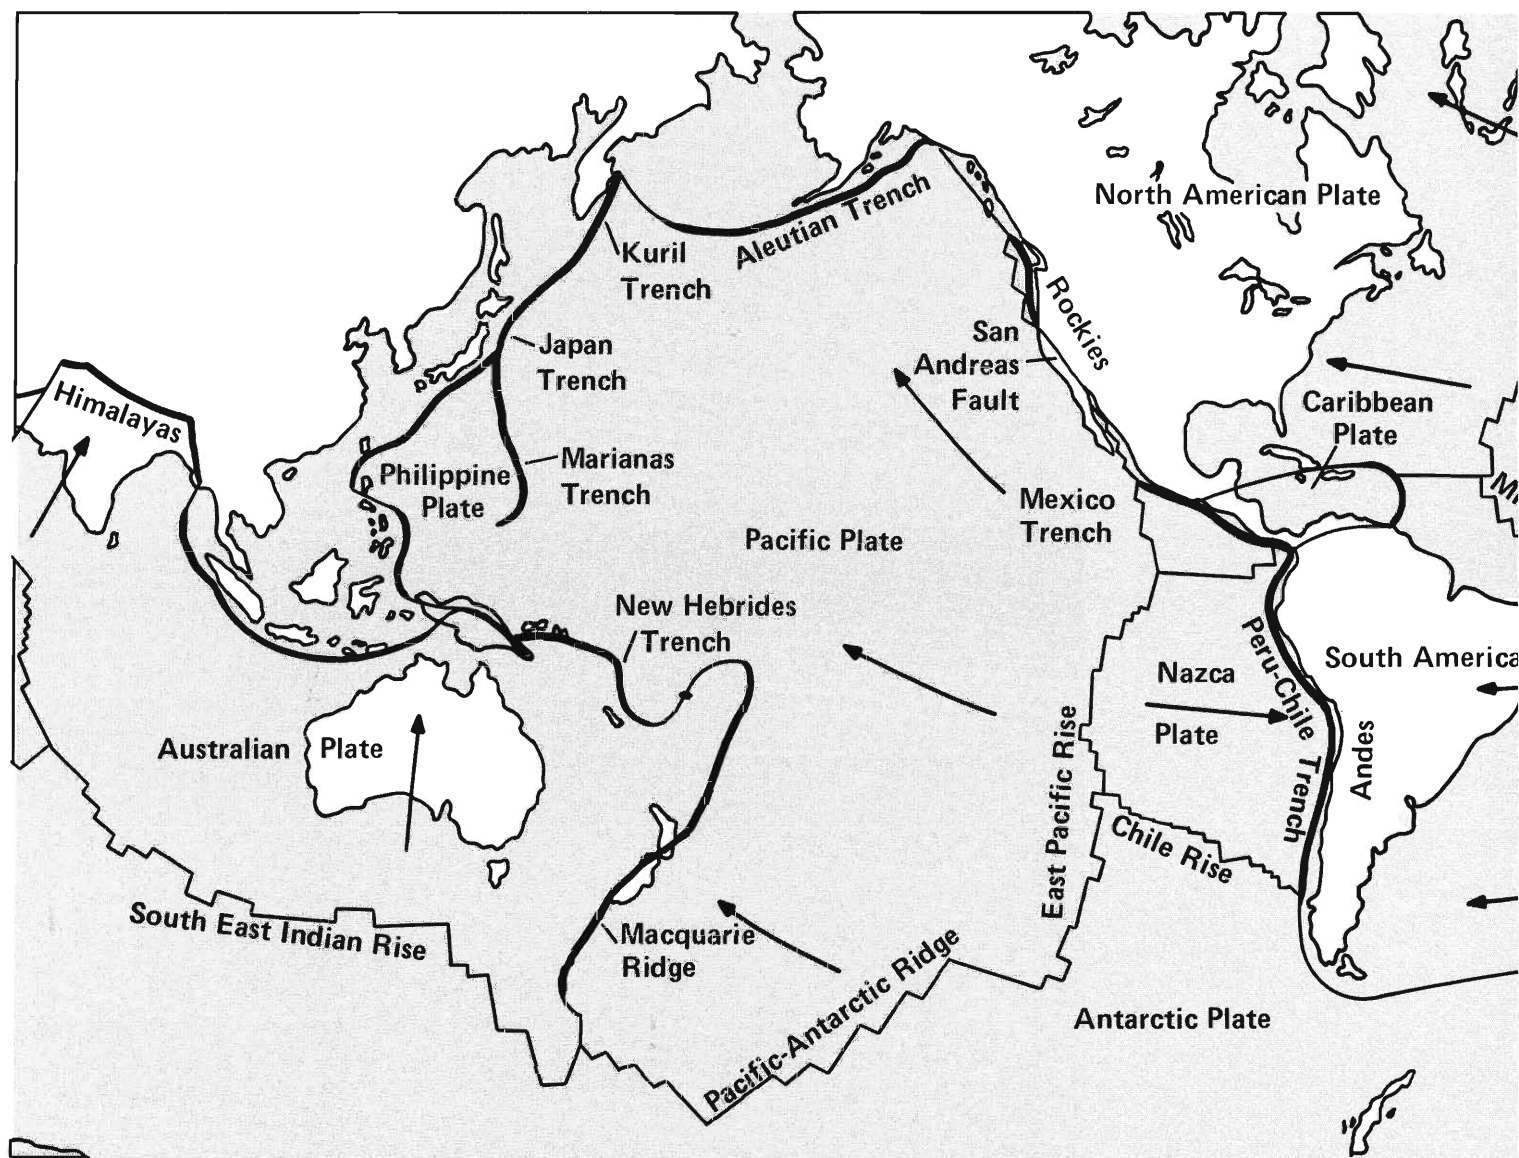 North American Plate
Kuril
Trench
Aleutian Trench
Rockies
San
Andreas
Fault
Japan
Trench
Himalayas
Caribbean
Plate
Philippine
Plate
Marianas
Trench
Mexico
Trench
Pacific Plate
New Hebrides
Trench
Peru-Chile Trench
South America
Nazca
Plate
Australian Plate
East Pacific Rise
Andes
Chile Rise
South East Indian Rise
Macquarie
Ridge
Pacific-Antarctic Ridge
Antarctic Plate